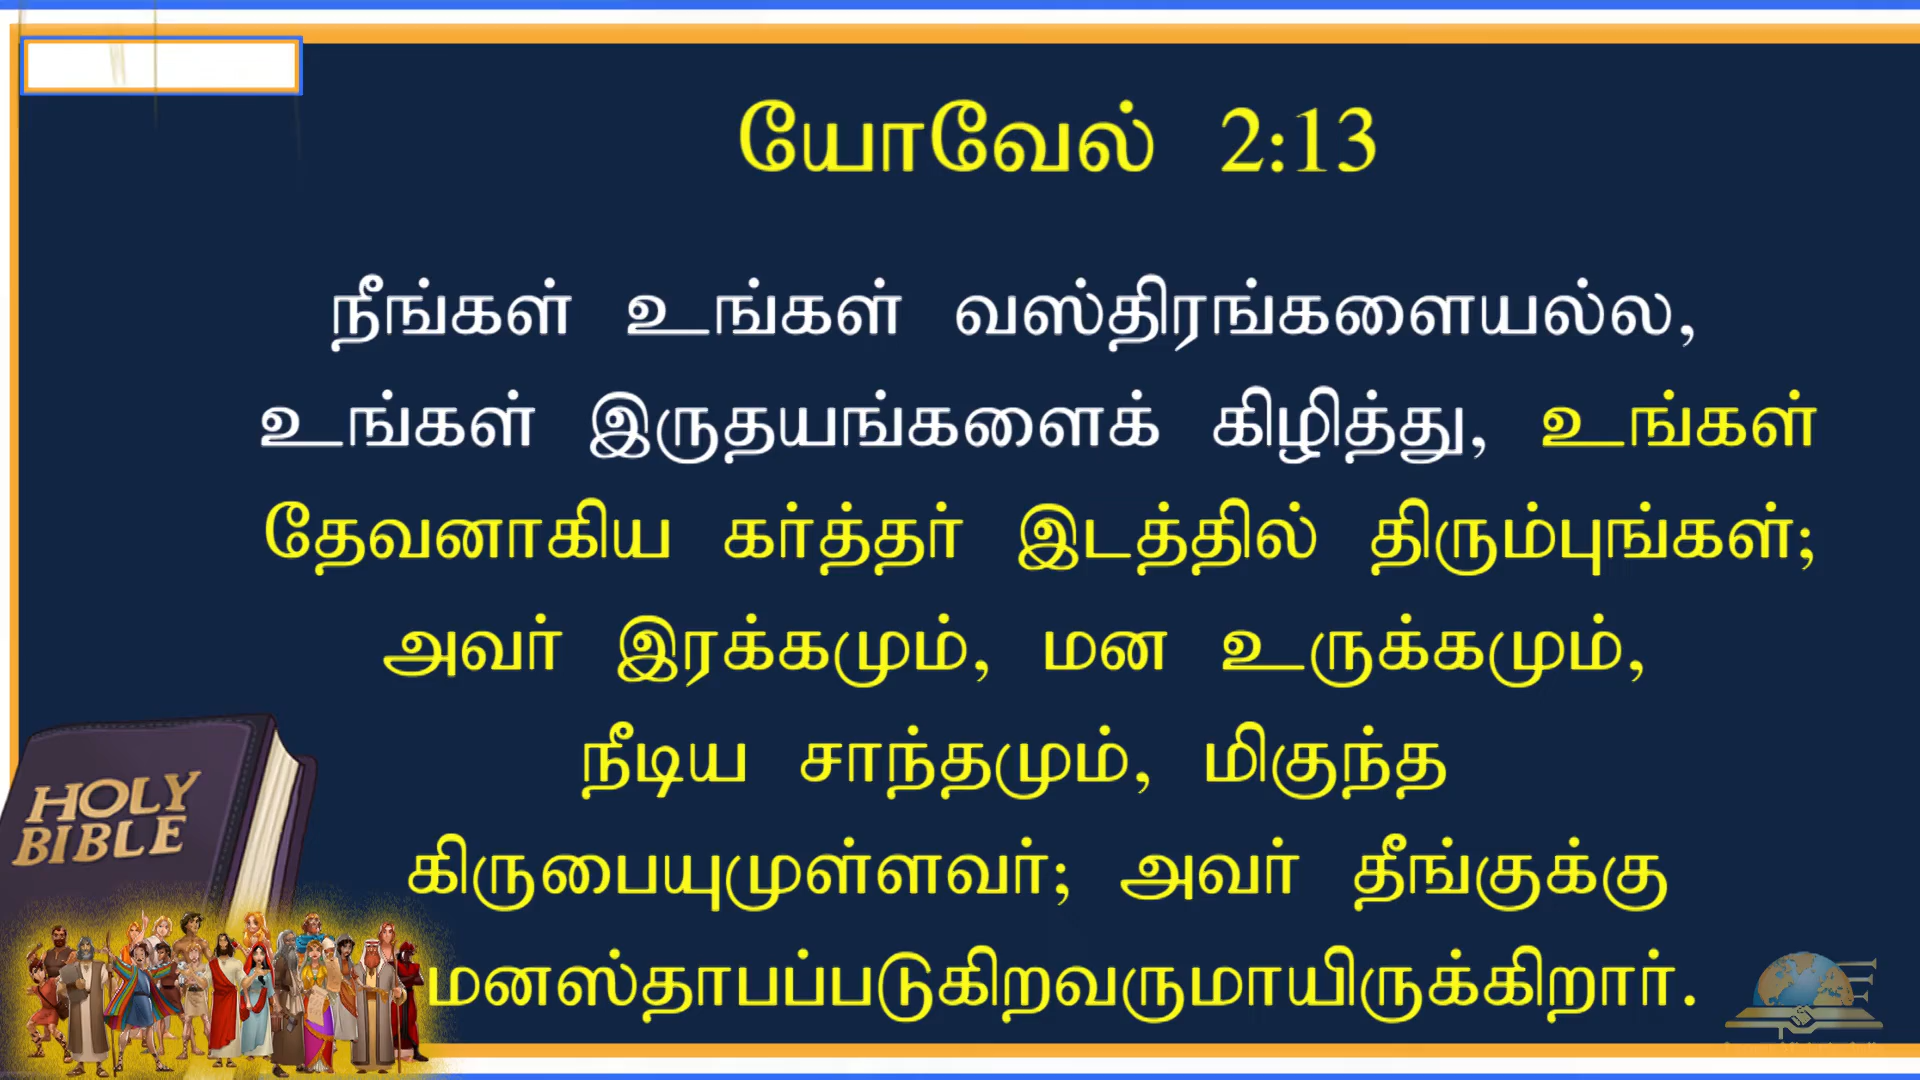 யோவேல் 2:13
நீங்கள் உங்கள் வஸ்திரங்களையல்ல,
உங்கள் இருதயங்களைக் கிழித்து, உங்கள்
தேவனாகிய கர்த்தர் இடத்தில் திரும்புங்கள்;
அவர் இரக்கமும், மன உருக்கமும்,
நீடிய சாந்தமும், மிகுந்த
கிருபையுமுள்ளவர்; அவர் தீங்குக்கு
மனஸ்தாபப்படுகிறவருமாயிருக்கிறார்.
HOLY
BIBLE